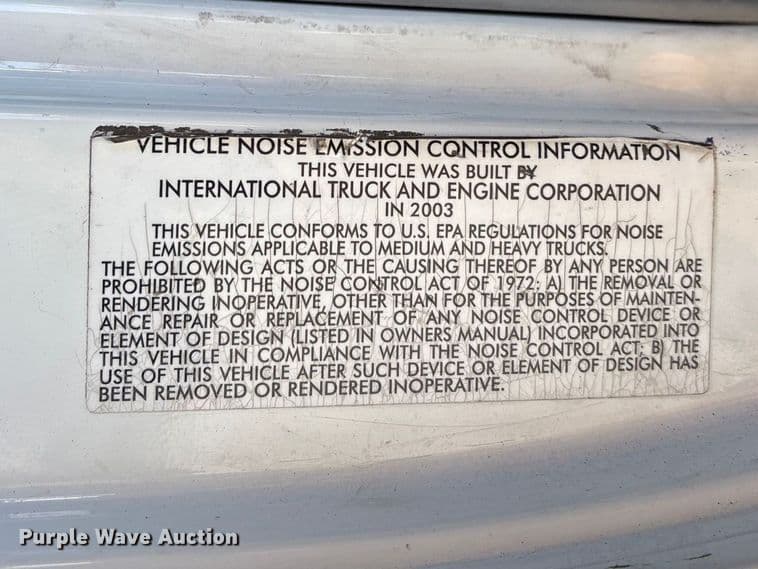 VEHICLE NOISE EMISSION CONTROL INFORMATION
THIS VEHICLE WAS BUILT BY
INTERNATIONAL TRUCK AND ENGINE CORPORATION
IN 2003
THIS VEHICLE CONFORMS TO U.S. EPA REGULATIONS FOR NOISE
EMISSIONS APPLICABLE TO MEDIUM AND HEAVY TRUCKS.
THE FOLLOWING ACTS OR THE CAUSING THEREOF BY ANY PERSON ARE
PROHIBITED BY THE NOISE CONTROL ACT OF 1972: A) THE REMOVAL OR
RENDERING INOPERATIVE, OTHER THAN FOR THE PURPOSES OF MAINTEN-
ANCE REPAIR OR REPLACEMENT OF ANY NOISE CONTROL DEVICE OR
ELEMENT OF DESIGN (LISTED IN OWNERS MANUAL) INCORPORATED INTO
THIS VEHICLE IN COMPLIANCE WITH THE NOISE CONTROL ACT; B) THE
USE OF THIS VEHICLE AFTER SUCH DEVICE OR ELEMENT OF DESIGN HAS
BEEN REMOVED OR RENDERED INOPERATIVE.
Purple Wave Auction